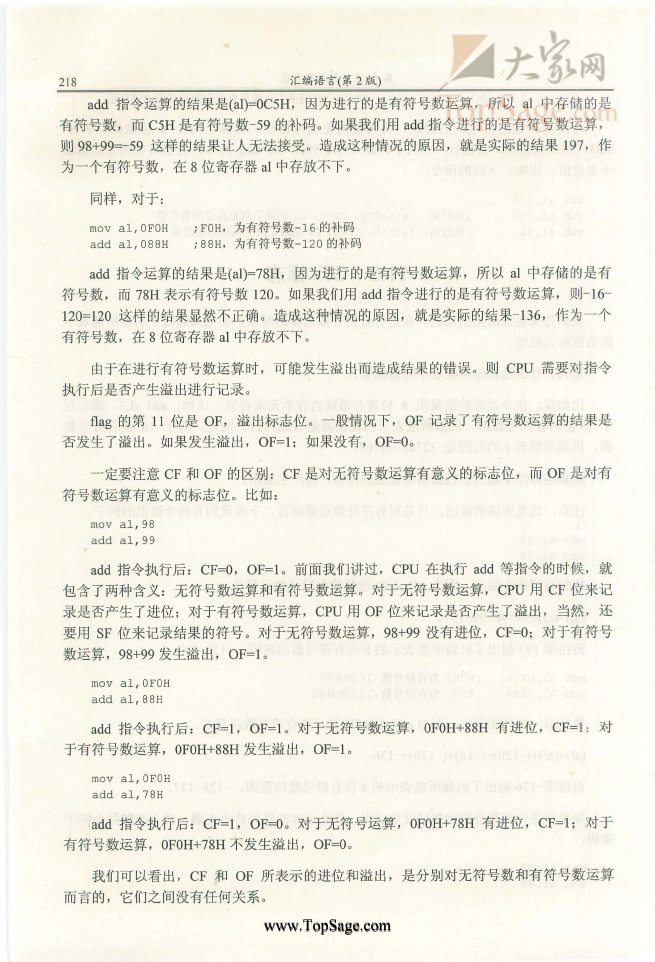 大家网
TopSage.com
218
汇编语言(第 2 版)
add 指令运算的结果是(al)=0C5H，因为进行的是有符号数运算，所以 al 中存储的是
有符号数，而 C5H 是有符号数-59 的补码。如果我们用 add 指令进行的是有符号数运算，
则 98+99=-59 这样的结果让人无法接受。造成这种情况的原因，就是实际的结果 197，作
为一个有符号数，在 8 位寄存器 al 中存放不下。
同样，对于：
mov al,0F0H ;F0H，为有符号数-16 的补码
add al,088H ;88H，为有符号数-120 的补码
add 指令运算的结果是(al)=78H，因为进行的是有符号数运算，所以 al 中存储的是有
符号数，而 78H 表示有符号数 120。如果我们用 add 指令进行的是有符号数运算，则-16-
120=120 这样的结果显然不正确。造成这种情况的原因，就是实际的结果-136，作为一个
有符号数，在 8 位寄存器 al 中存放不下。
由于在进行有符号数运算时，可能发生溢出而造成结果的错误。则 CPU 需要对指令
执行后是否产生溢出进行记录。
flag 的第 11 位是 OF，溢出标志位。一般情况下，OF 记录了有符号数运算的结果是
否发生了溢出。如果发生溢出，OF=1；如果没有，OF=0。
一定要注意 CF 和 OF 的区别：CF 是对无符号数运算有意义的标志位，而 OF 是对有
符号数运算有意义的标志位。比如：
mov al,98
add al,99
add 指令执行后：CF=0，OF=1。前面我们讲过，CPU 在执行 add 等指令的时候，就
包含了两种含义：无符号数运算和有符号数运算。对于无符号数运算，CPU 用 CF 位来记
录是否产生了进位；对于有符号数运算，CPU 用 OF 位来记录是否产生了溢出，当然，还
要用 SF 位来记录结果的符号。对于无符号数运算，98+99 没有进位，CF=0；对于有符号
数运算，98+99 发生溢出，OF=1。
mov al,0F0H
add al,88H
add 指令执行后：CF=1，OF=1。对于无符号数运算，0F0H+88H 有进位，CF=1；对
于有符号数运算，0F0H+88H 发生溢出，OF=1。
mov al,0F0H
add al,78H
add 指令执行后：CF=1，OF=0。对于无符号运算，0F0H+78H 有进位，CF=1；对于
有符号数运算，0F0H+78H 不发生溢出，OF=0。
我们可以看出，CF 和 OF 所表示的进位和溢出，是分别对无符号数和有符号数运算
而言的，它们之间没有任何关系。
www.TopSage.com